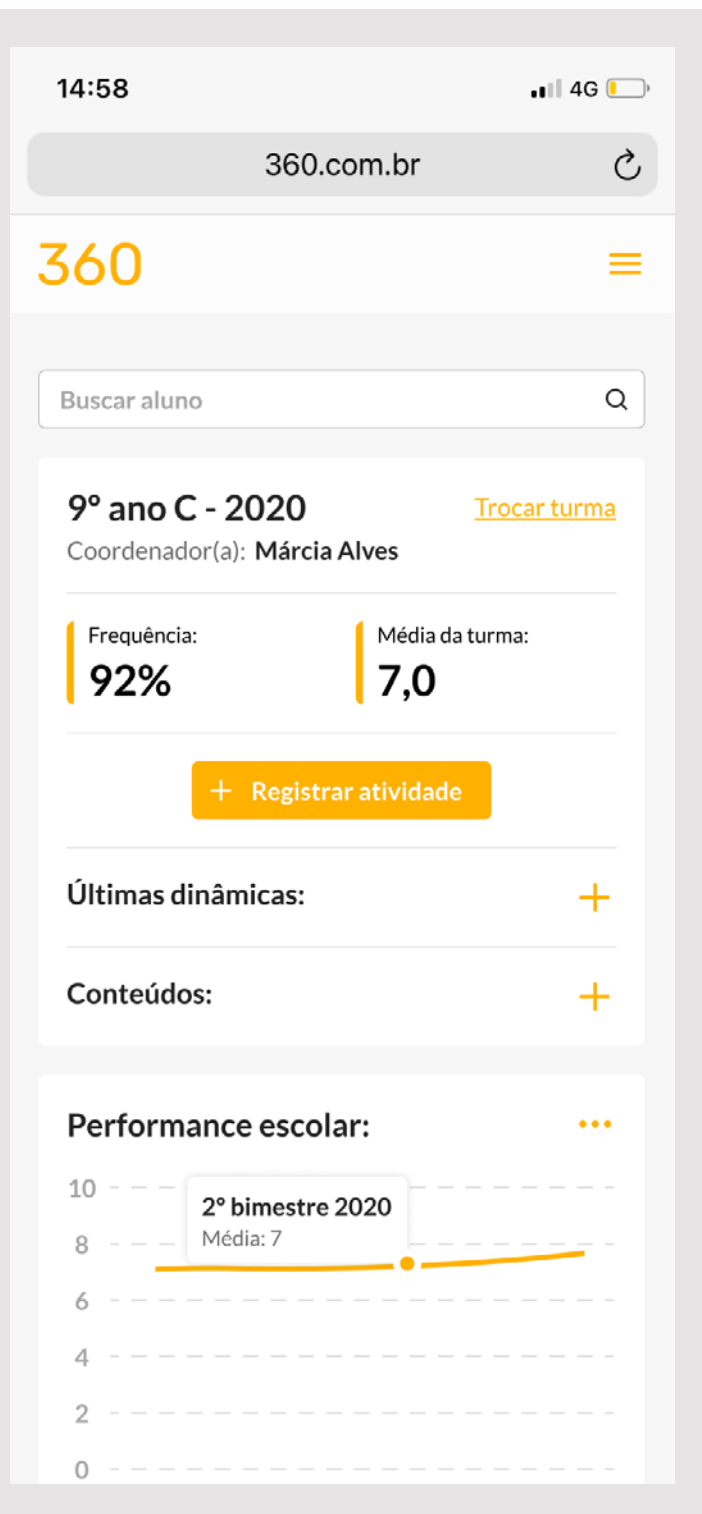 14:58 4G
360.com.br
360
Buscar aluno
9º ano C - 2020 Trocar turma
Coordenador(a): Márcia Alves
Frequência: Média da turma:
92% 7,0
+ Registrar atividade
Últimas dinâmicas: +
Conteúdos: +
Performance escolar:
10
2º bimestre 2020
8 Média: 7
6
4
2
0